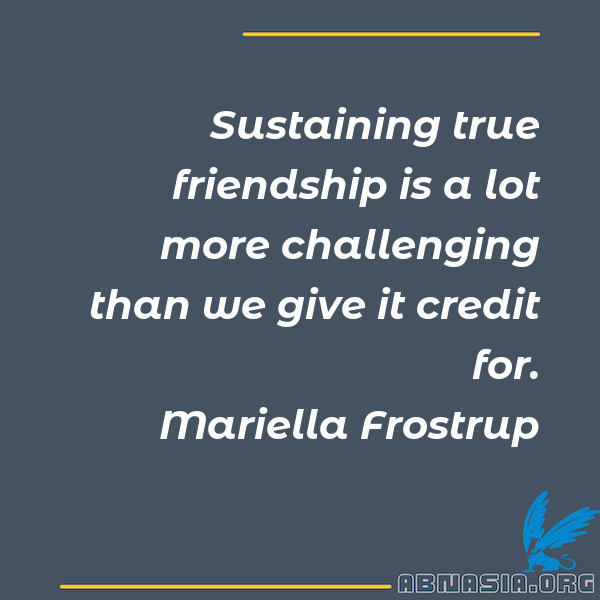 Sustaining true
friendship is a lot
more challenging
than we give it credit
for.
Mariella Frostrup
ABNASIA.ORG